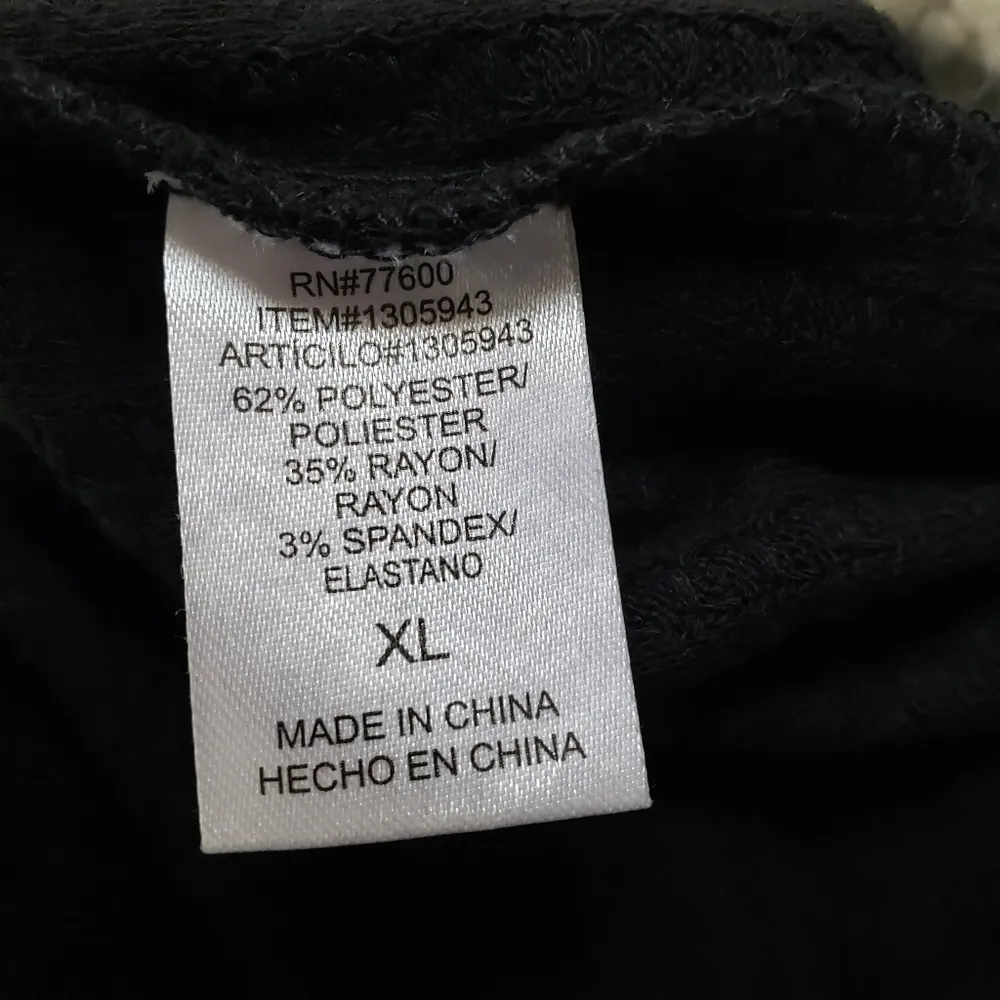 RN#77600
ITEM#1305943
ARTICILO#1305943
62% POLYESTER/
POLIESTER
35% RAYON/
RAYON
3% SPANDEX/
ELASTANO
XL
MADE IN CHINA
HECHO EN CHINA